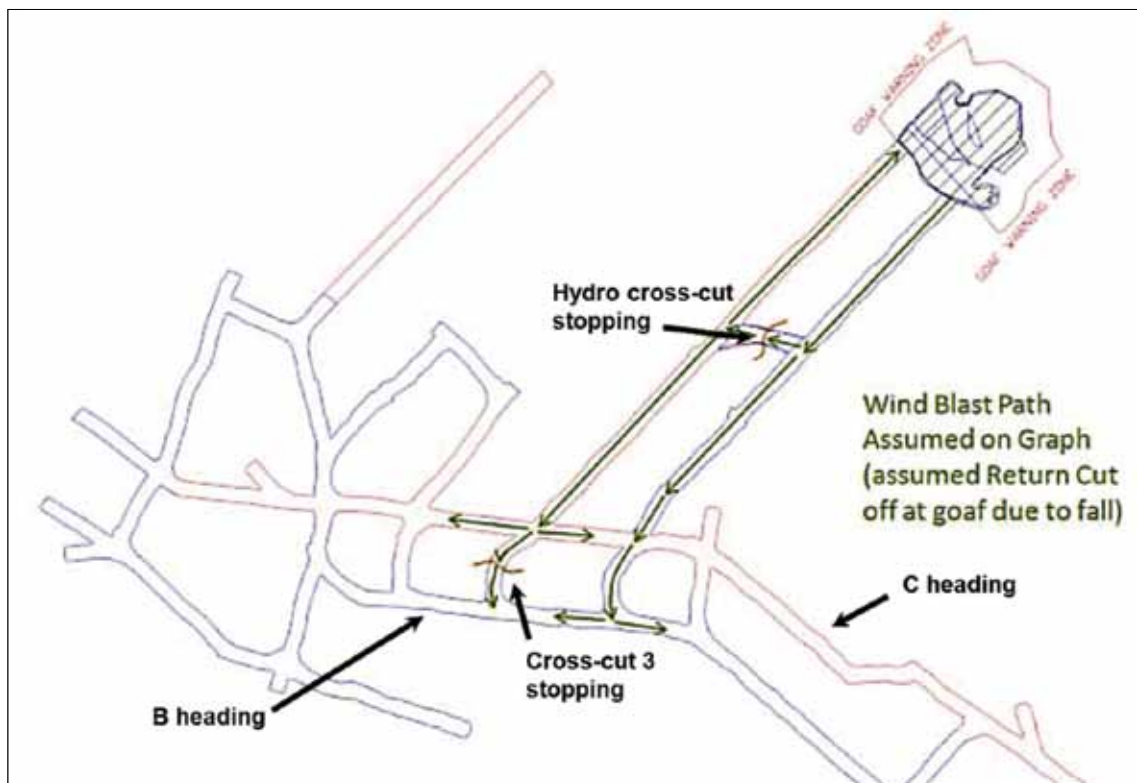 GOAF WARNING ZONE
GOAF WARNING ZONE
Hydro cross-cut
stopping
Wind Blast Path
Assumed on Graph
(assumed Return Cut
off at goaf due to fall)
C heading
Cross-cut 3
stopping
B heading